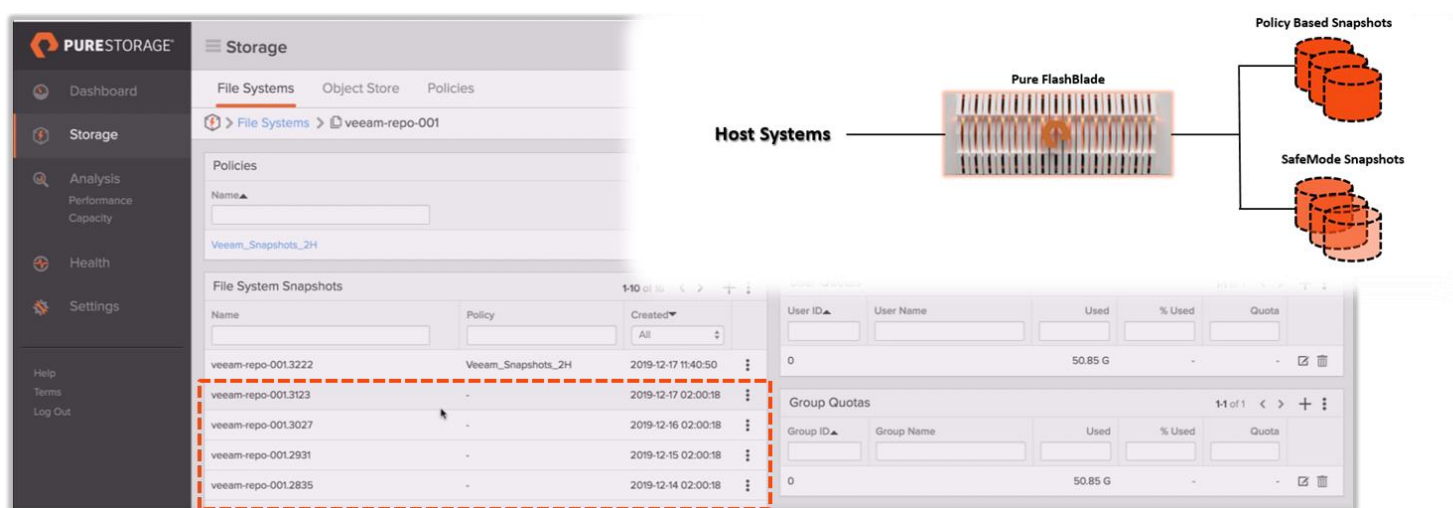 PURESTORAGE
Dashboard
Storage
Analysis
Performance
Capacity
Health
Settings
Help
Terms
Log Out
Storage
File Systems Object Store Policies
> File Systems > veeam-repo-001
Policies
Name
Veeam_Snapshots_2H
File System Snapshots 1-10 of
Name Policy Created
All
veeam-repo-001.3222 Veeam_Snapshots_2H 2019-12-17 11:40:50
veeam-repo-001.3123 - 2019-12-17 02:00:18
veeam-repo-001.3027 - 2019-12-16 02:00:18
veeam-repo-001.2931 - 2019-12-15 02:00:18
veeam-repo-001.2835 - 2019-12-14 02:00:18
Host Systems
Pure FlashBlade
Policy Based Snapshots
SafeMode Snapshots
User ID User Name Used % Used Quota
0 50.85 G - -
Group Quotas 1-1 of 1
Group ID Group Name Used % Used Quota
0 50.85 G - -